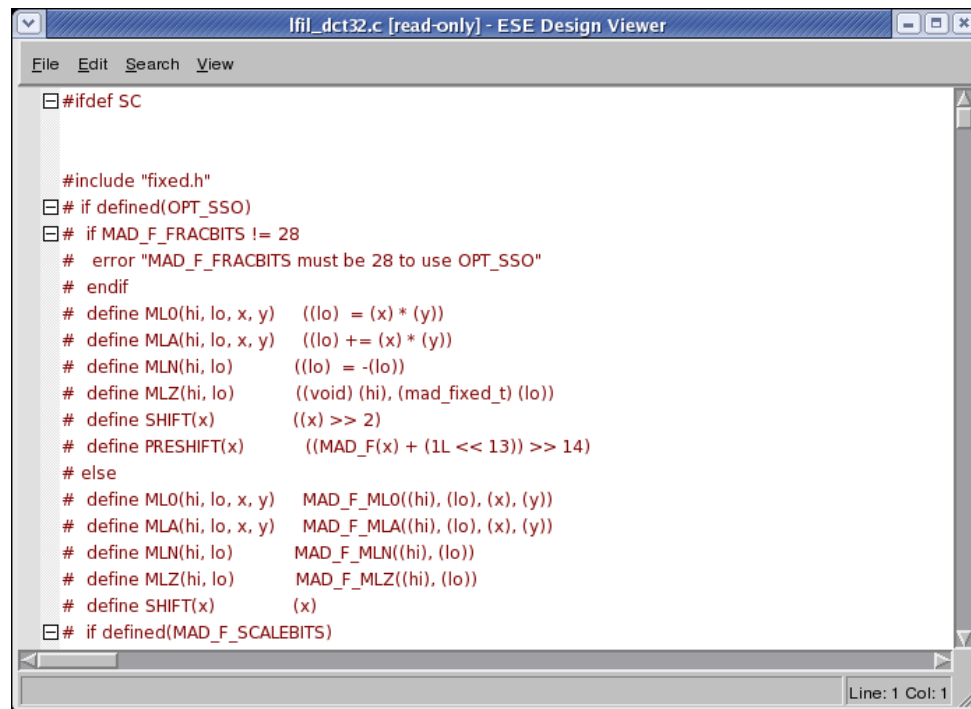 lfil_dct32.c [read-only] - ESE Design Viewer
File Edit Search View
#ifdef SC
#include "fixed.h"
# if defined(OPT_SSO)
#  if MAD_F_FRACBITS != 28
#   error "MAD_F_FRACBITS must be 28 to use OPT_SSO"
#  endif
#  define ML0(hi, lo, x, y)    ((lo)  = (x) * (y))
#  define MLA(hi, lo, x, y)    ((lo) += (x) * (y))
#  define MLN(hi, lo)          ((lo)  = -(lo))
#  define MLZ(hi, lo)          ((void) (hi), (mad_fixed_t) (lo))
#  define SHIFT(x)             ((x) >> 2)
#  define PRESHIFT(x)          ((MAD_F(x) + (1L << 13)) >> 14)
# else
#  define ML0(hi, lo, x, y)    MAD_F_ML0((hi), (lo), (x), (y))
#  define MLA(hi, lo, x, y)    MAD_F_MLA((hi), (lo), (x), (y))
#  define MLN(hi, lo)          MAD_F_MLN((hi), (lo))
#  define MLZ(hi, lo)          MAD_F_MLZ((hi), (lo))
#  define SHIFT(x)             (x)
#  if defined(MAD_F_SCALEBITS)
Line: 1 Col: 1